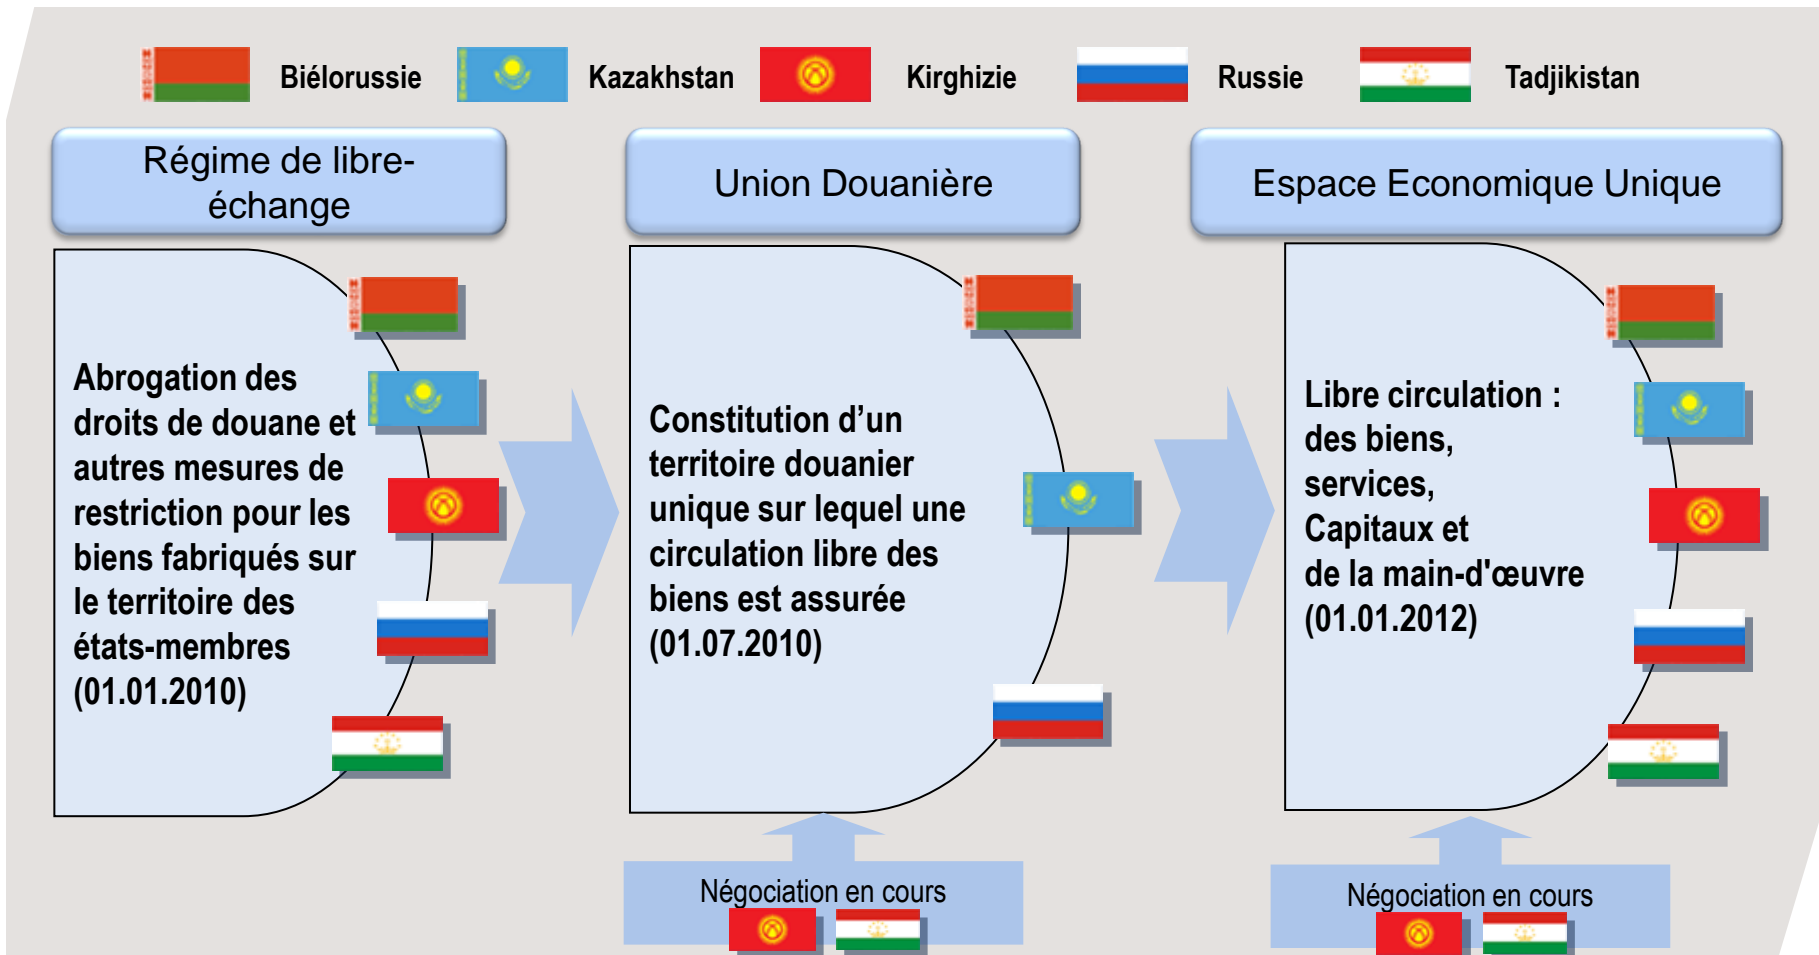 Biélorussie
Kazakhstan
Kirghizie
Russie
Tadjikistan
Régime de libre-
échange
Abrogation des
droits de douane et
autres mesures de
restriction pour les
biens fabriqués sur
le territoire des
états-membres
(01.01.2010)
Union Douanière
Constitution d’un
territoire douanier
unique sur lequel une
circulation libre des
biens est assurée
(01.07.2010)
Négociation en cours
Espace Economique Unique
Libre circulation :
des biens,
services,
Capitaux et
de la main-d'œuvre
(01.01.2012)
Négociation en cours